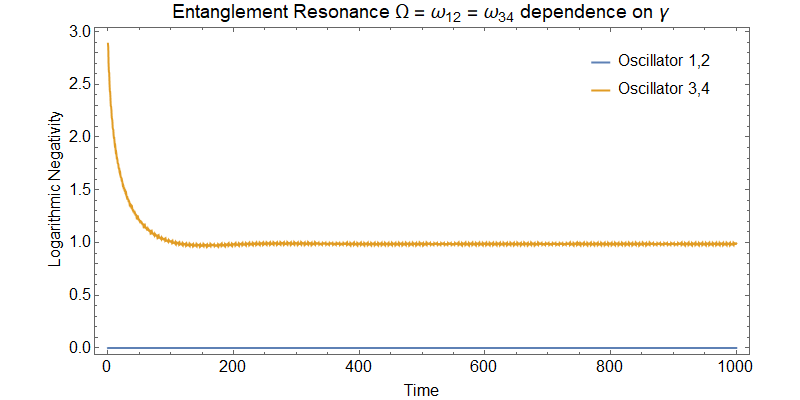 Entanglement Resonance Ω = ω12 = ω34 dependence on γ
Oscillator 1,2
Oscillator 3,4
Logarithmic Negativity
3.0
2.5
2.0
1.5
1.0
0.5
0.0
0 200 400 600 800 1000
Time